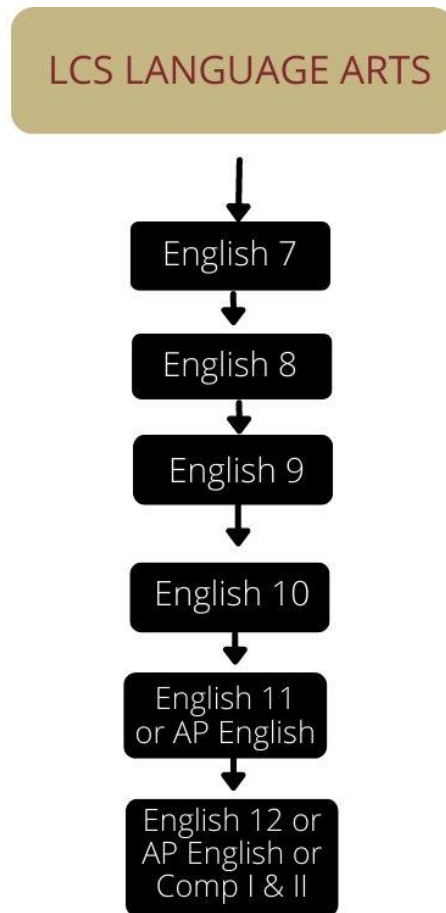 LCS LANGUAGE ARTS
English 7
English 8
English 9
English 10
English 11
or AP English
English 12 or
AP English or
Comp I & II